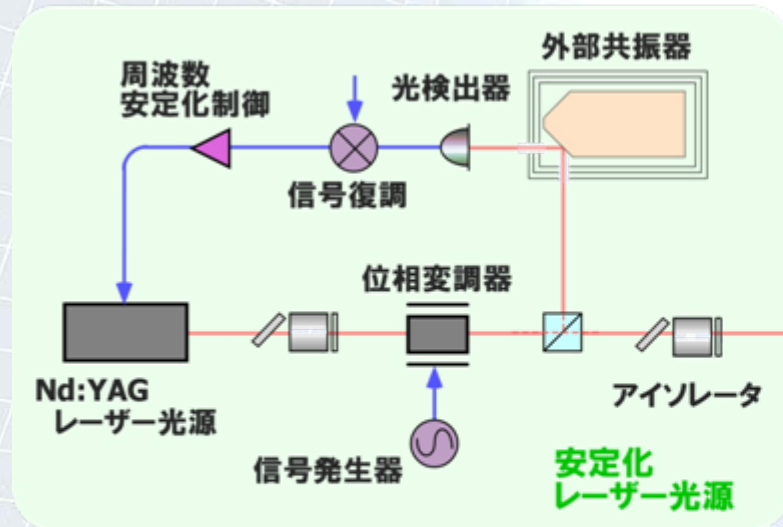 外部共振器
周波数
安定化制御
光検出器
信号復調
位相変調器
Nd:YAG
レーザー光源
アイソレータ
信号発生器
安定化
レーザー光源